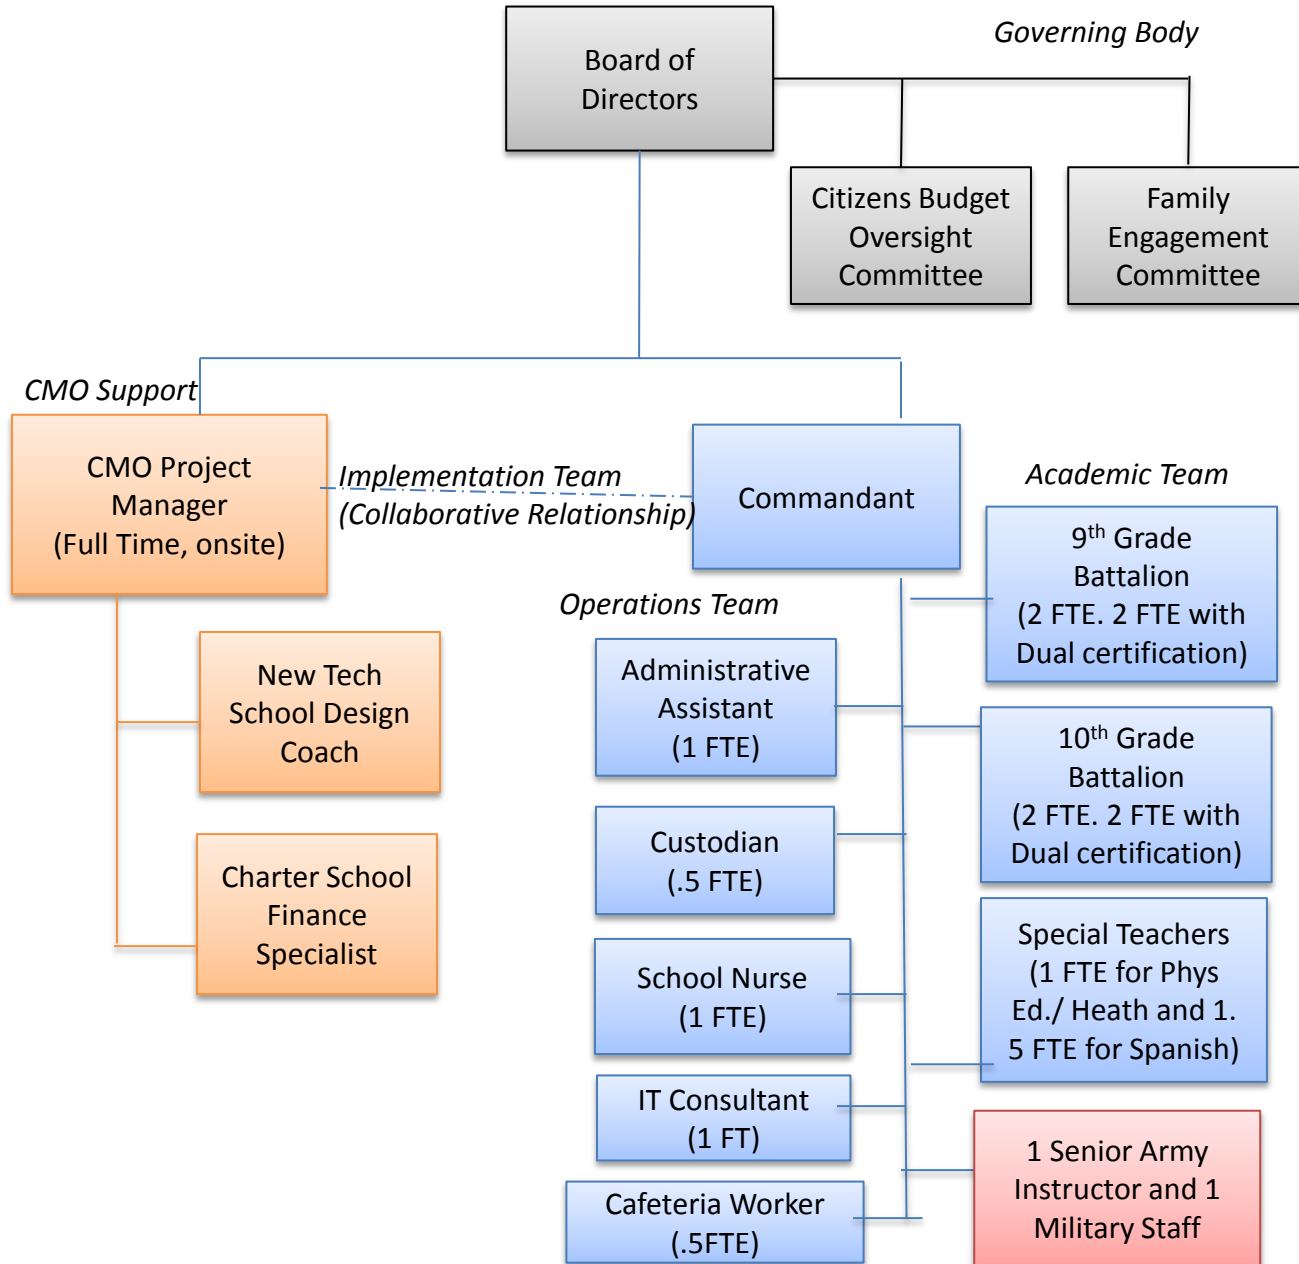 Governing Body
Board of
Directors
Citizens Budget
Oversight
Committee
Family
Engagement
Committee
CMO Support
CMO Project
Manager
(Full Time, onsite)
Implementation Team
(Collaborative Relationship)
Commandant
Academic Team
9th Grade
Battalion
(2 FTE. 2 FTE with
Dual certification)
Operations Team
New Tech
School Design
Coach
Administrative
Assistant
(1 FTE)
10th Grade
Battalion
(2 FTE. 2 FTE with
Dual certification)
Custodian
(.5 FTE)
Charter School
Finance
Specialist
Special Teachers
(1 FTE for Phys
Ed./ Heath and 1.
5 FTE for Spanish)
School Nurse
(1 FTE)
IT Consultant
(1 FT)
1 Senior Army
Instructor and 1
Military Staff
Cafeteria Worker
(.5FTE)